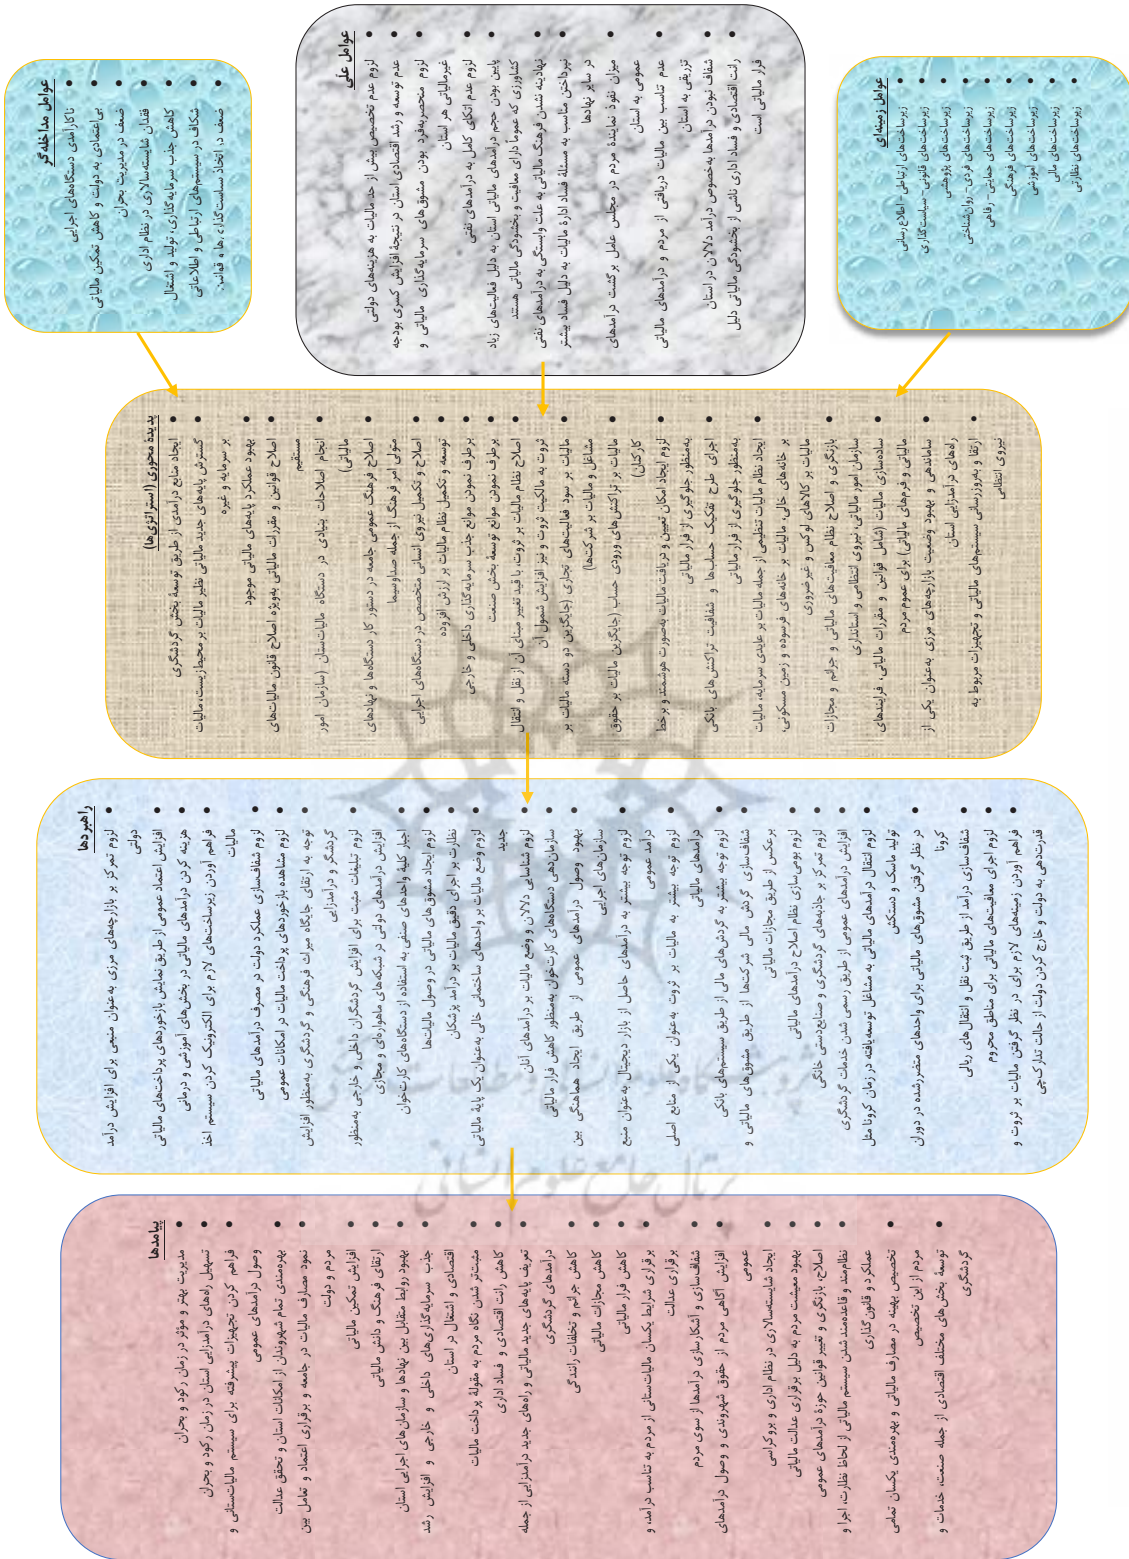 عوامل زمینه‌ای
زیرساخت‌های ارتباطی - اطلاع رسانی
زیرساخت‌های قانونی - سیاست‌گذاری
زیرساخت‌های پژوهشی
زیرساخت‌های فردی - روان‌شناختی
زیرساخت‌های حمایتی - رفاهی
زیرساخت‌های فرهنگی
زیرساخت‌های آموزشی
زیرساخت‌های مالی
زیرساخت‌های نظارتی
عوامل علّی
لزوم عدم تخصیص بیش از حد مالیات به هزینه‌های دولتی
عدم توسعه و رشد اقتصادی استان در نتیجه افزایش کسری بودجه
لزوم منحصربه‌فرد بودن مشوق‌های سرمایه‌گذاری مالیاتی و
غیرمالیاتی هر استان
لزوم عدم اتکای کامل به درآمدهای نفتی
پایین بودن حجم درآمدهای مالیاتی استان به دلیل فعالیت‌های زیاد
کشاورزی که عموماً دارای معافیت و بخشودگی مالیاتی هستند
نهادینه نشدن فرهنگ مالیاتی به علت وابستگی به درآمدهای نفتی
نپرداختن مناسب به مسئلۀ فساد اداره مالیات به دلیل فساد بیشتر
در سایر نهادها
میزان نفوذ نمایندۀ مردم در مجلس عامل برگشت درآمدهای
عمومی به استان
عدم تناسب بین مالیات دریافتی از مردم و درآمدهای مالیاتی
تزریقی به استان
شفاف نبودن درآمدها به‌خصوص درآمد دلالان در استان
رانت اقتصادی و فساد اداری ناشی از بخشودگی مالیاتی دلیل
فرار مالیاتی است
عوامل مداخله‌گر
ناکارآمدی دستگاه‌های اجرایی
بی‌اعتمادی به دولت و کاهش تمکین مالیاتی
ضعف در مدیریت بحران
فقدان شایسته‌سالاری در نظام اداری
کاهش جذب سرمایه‌گذاری، تولید و اشتغال
شکاف در سیستم‌های ارتباطی و اطلاعاتی
ضعف در اتخاذ سیاست‌گذاری‌ها و قوانین
پدیدۀ محوری (استراتژی‌ها)
ایجاد منابع درآمدی از طریق توسعۀ بخش گردشگری
گسترش پایه‌های جدید مالیاتی نظیر مالیات بر محیط‌زیست، مالیات
بر سرمایه و غیره
بهبود عملکرد پایه‌های مالیاتی موجود
اصلاح قوانین و مقررات مالیاتی به‌ویژه اصلاح قانون مالیات‌های
مستقیم
انجام اصلاحات بنیادی در دستگاه مالیات‌ستان (سازمان امور
مالیاتی)
اصلاح فرهنگ عمومی جامعه در دستور کار دستگاه‌ها و نهادهای
متولی امر فرهنگ از جمله صداوسیما
اصلاح و تکمیل نیروی انسانی متخصص در دستگاه‌های اجرایی
توسعه و تکمیل نظام مالیات بر ارزش افزوده
برطرف نمودن موانع جذب سرمایه‌گذاری داخلی و خارجی
برطرف نمودن موانع توسعۀ بخش صنعت
اصلاح نظام مالیات بر ثروت، با قید تغییر مبنای آن از نقل و انتقال
ثروت به مالکیت ثروت و نیز افزایش شمول آن
مالیات بر سود فعالیت‌های تجاری (جایگزین دو دسته مالیات بر
مشاغل و مالیات بر شرکت‌ها)
مالیات بر تراکنش‌های ورودی حساب (جایگزین مالیات بر حقوق
کارکنان)
لزوم ایجاد امکان تعیین و دریافت مالیات به‌صورت هوشمند و برخط
به‌منظور جلوگیری از فرار مالیاتی
اجرای طرح تفکیک حساب‌ها و شفافیت تراکنش‌های بانکی
به‌منظور جلوگیری از فرار مالیاتی
ایجاد نظام مالیات تنظیمی از جمله مالیات بر عایدی سرمایه، مالیات
بر خانه‌های خالی، مالیات بر خانه‌های فرسوده و زمین مسکونی،
مالیات بر کالاهای لوکس و غیرضروری
بازنگری و اصلاح نظام معافیت‌های مالیاتی و جرائم و مجازات
سازمان امور مالیاتی، نیروی انتظامی و استانداری
ساده‌سازی مالیات (شامل قوانین و مقررات مالیاتی، فرایندهای
مالیاتی و فرم‌های مالیاتی) برای عموم مردم
ساماندهی و بهبود وضعیت بازارچه‌های مرزی به‌عنوان یکی از
راه‌های درآمدزایی استان
ارتقا و به‌روزرسانی سیستم‌های مالیاتی و تجهیزات مربوط به
نیروی انتظامی
راهبردها
لزوم تمرکز بر بازارچه‌های مرزی به‌عنوان منبعی برای افزایش درآمد
دولتی
افزایش اعتماد عمومی از طریق نمایش بازخوردهای پرداخت‌های مالیاتی
هزینه کردن درآمدهای مالیاتی در بخش‌های آموزشی و درمانی
فراهم آوردن زیرساخت‌های لازم برای الکترونیک کردن سیستم اخذ
مالیات
لزوم شفاف‌سازی عملکرد دولت در مصرف درآمدهای مالیاتی
لزوم مشاهده بازخوردهای پرداخت مالیات در امکانات عمومی
توجه به ارتقای جایگاه میراث فرهنگی و گردشگری به‌منظور افزایش
گردشگر و درآمدزایی
لزوم تبلیغات مثبت برای افزایش گردشگران داخلی و خارجی به‌منظور
افزایش درآمدهای دولتی در شبکه‌های ماهواره‌ای و مجازی
اجبار کلیۀ واحدهای صنفی به استفاده از دستگاه‌های کارت‌خوان
نظارت بر اجرای دقیق مالیات بر درآمد پزشکان
لزوم ایجاد مشوق‌های مالیاتی در وصول مالیات‌ها
لزوم وضع مالیات بر واحدهای ساختمانی خالی به‌عنوان یک پایۀ مالیاتی
جدید
لزوم شناسایی دلالان و وضع مالیات بر درآمدهای آنان
سازمان‌دهی دستگاه‌های کارت‌خوان به‌منظور کاهش فرار مالیاتی
بهبود وصول درآمدهای عمومی از طریق ایجاد هماهنگی بین
سازمان‌های اجرایی
لزوم توجه بیشتر به درآمدهای حاصل از بازار دیجیتال به‌عنوان منبع
درآمد عمومی
لزوم توجه بیشتر به مالیات بر ثروت به‌عنوان یکی از منابع اصلی
درآمدهای مالیاتی
لزوم توجه بیشتر به گردش‌های مالی از طریق سیستم‌های بانکی
شفاف‌سازی گردش مالی شرکت‌ها از طریق مشوق‌های مالیاتی و
برعکس از طریق مجازات مالیاتی
لزوم بومی‌سازی نظام اصلاح درآمدهای مالیاتی
لزوم تمرکز بر جاذبه‌های گردشگری و صنایع‌دستی خانگی
افزایش درآمدهای عمومی از طریق رسمی شدن خدمات گردشگری
لزوم انتقال درآمدهای مالیاتی به مشاغل توسعه‌یافته در زمان کرونا مثل
تولید ماسک و دستکش
در نظر گرفتن مشوق‌های مالیاتی برای واحدهای متضررشده در دوران
کرونا
شفاف‌سازی درآمد از طریق ثبت نقل و انتقال‌های ریالی
لزوم اجرای معافیت‌های مالیاتی برای مناطق محروم
فراهم آوردن زمینه‌های لازم برای در نظر گرفتن مالیات بر ثروت و
قدرت‌دهی به دولت و خارج کردن دولت از حالت تدارک‌چی
پیامدها
مدیریت بهتر و مؤثر در زمان رکود و بحران
تسهیل راه‌های درآمدزایی استان در زمان رکود و بحران
فراهم کردن تجهیزات پیشرفته برای سیستم مالیات‌ستانی و
وصول درآمدهای عمومی
بهره‌مندی تمام شهروندان از امکانات استان و تحقق عدالت
نمود مصارف مالیات در جامعه و برقراری اعتماد و تعامل بین
مردم و دولت
افزایش تمکین مالیاتی
ارتقای فرهنگ و دانش مالیاتی
بهبود روابط متقابل بین نهادها و سازمان‌های اجرایی استان
جذب سرمایه‌گذاری‌های داخلی و خارجی و افزایش رشد
اقتصادی و اشتغال در استان
مثبت‌تر شدن نگاه مردم به مقولۀ پرداخت مالیات
کاهش رانت اقتصادی و فساد اداری
تعریف پایه‌های جدید مالیاتی و راه‌های جدید درآمدزایی از جمله
درآمدهای گردشگری
کاهش جرائم و تخلفات رانندگی
کاهش مجازات مالیاتی
کاهش فرار مالیاتی
برقراری شرایط یکسان مالیات‌ستانی از مردم به تناسب درآمد، و
برقراری عدالت
شفاف‌سازی و آشکارسازی درآمدها از سوی مردم
افزایش آگاهی مردم از حقوق شهروندی و وصول درآمدهای
عمومی
ایجاد شایسته‌سالاری در نظام اداری و بروکراسی
بهبود معیشت مردم به دلیل برقراری عدالت مالیاتی
اصلاح، بازنگری و تغییر قوانین حوزۀ درآمدهای عمومی
نظام‌مند و قاعده‌مند شدن سیستم مالیاتی از لحاظ نظارت، اجرا و
عملکرد و قانون‌گذاری
تخصیص بهینه در مصارف مالیاتی و بهره‌مندی یکسان تمامی
مردم از این تخصیص
توسعۀ بخش‌های مختلف اقتصادی از جمله صنعت، خدمات و
گردشگری
پژوهشگاه علوم انسانی و مطالعات فرهنگی
پرتال جامع علوم انسانی